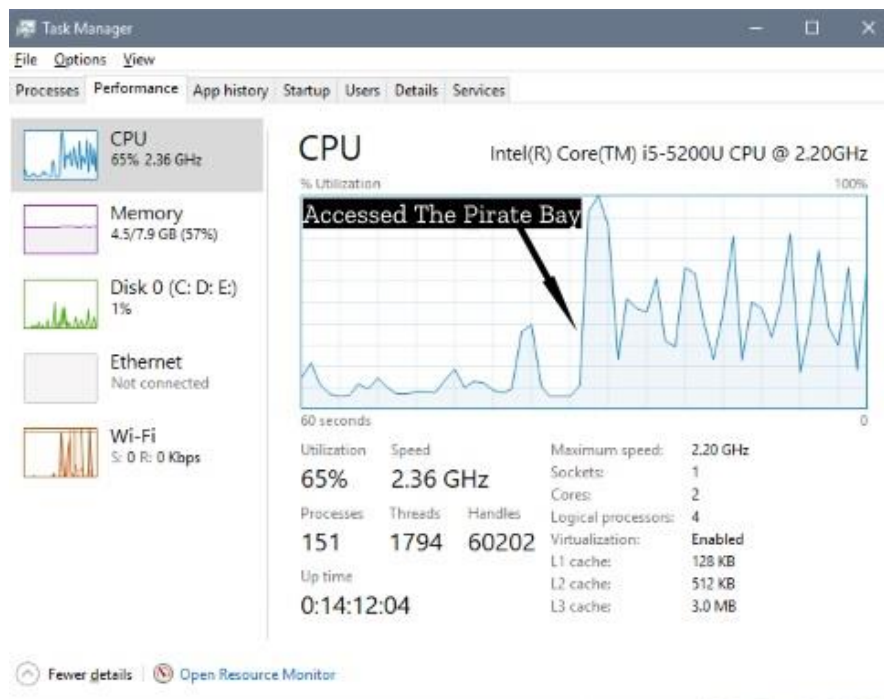 Task Manager
File Options View
Processes Performance App history Startup Users Details Services
CPU
65% 2.36 GHz
Memory
4.5/7.9 GB (57%)
Disk 0 (C: D: E:)
1%
Ethernet
Not connected
Wi-Fi
S: 0 R: 0 Kbps
CPU Intel(R) Core(TM) i5-5200U CPU @ 2.20GHz
% Utilization 100%
Accessed The Pirate Bay
60 seconds 0
Utilization Speed
65% 2.36 GHz
Processes Threads Handles
151 1794 60202
Up time
0:14:12:04
Maximum speed: 2.20 GHz
Sockets: 1
Cores: 2
Logical processors: 4
Virtualization: Enabled
L1 cache: 128 KB
L2 cache: 512 KB
L3 cache: 3.0 MB
Fewer details Open Resource Monitor